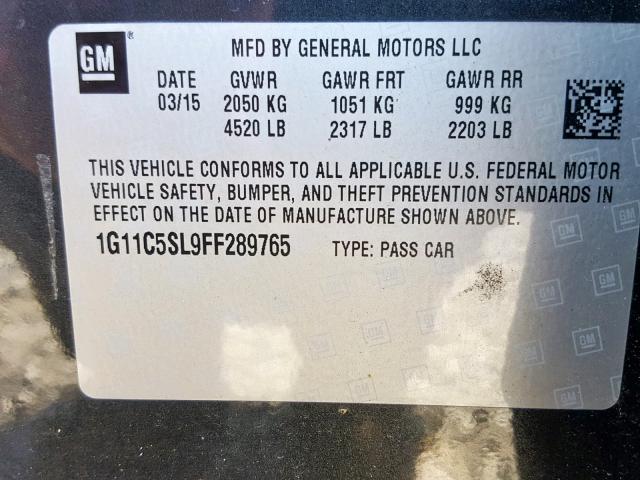 GM ®
MFD BY GENERAL MOTORS LLC
DATE GVWR GAWR FRT GAWR RR
03/15 2050 KG 1051 KG 999 KG
4520 LB 2317 LB 2203 LB
THIS VEHICLE CONFORMS TO ALL APPLICABLE U.S. FEDERAL MOTOR
VEHICLE SAFETY, BUMPER, AND THEFT PREVENTION STANDARDS IN
EFFECT ON THE DATE OF MANUFACTURE SHOWN ABOVE.
1G11C5SL9FF289765 TYPE: PASS CAR